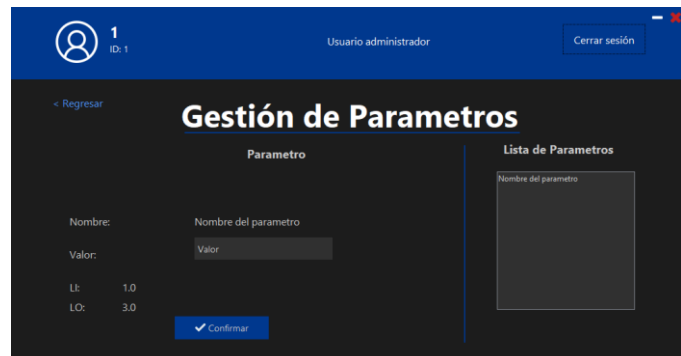 1
ID: 1
Usuario administrador
Cerrar sesión
< Regresar
Gestión de Parametros
Parametro
Nombre: Nombre del parametro
Valor: Valor
LI: 1.0
LO: 3.0
Confirmar
Lista de Parametros
Nombre del parametro